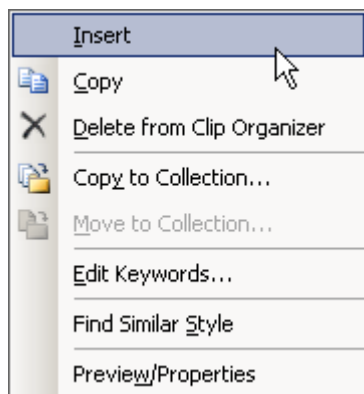 Insert
Copy
Delete from Clip Organizer
Copy to Collection...
Move to Collection...
Edit Keywords...
Find Similar Style
Preview/Properties